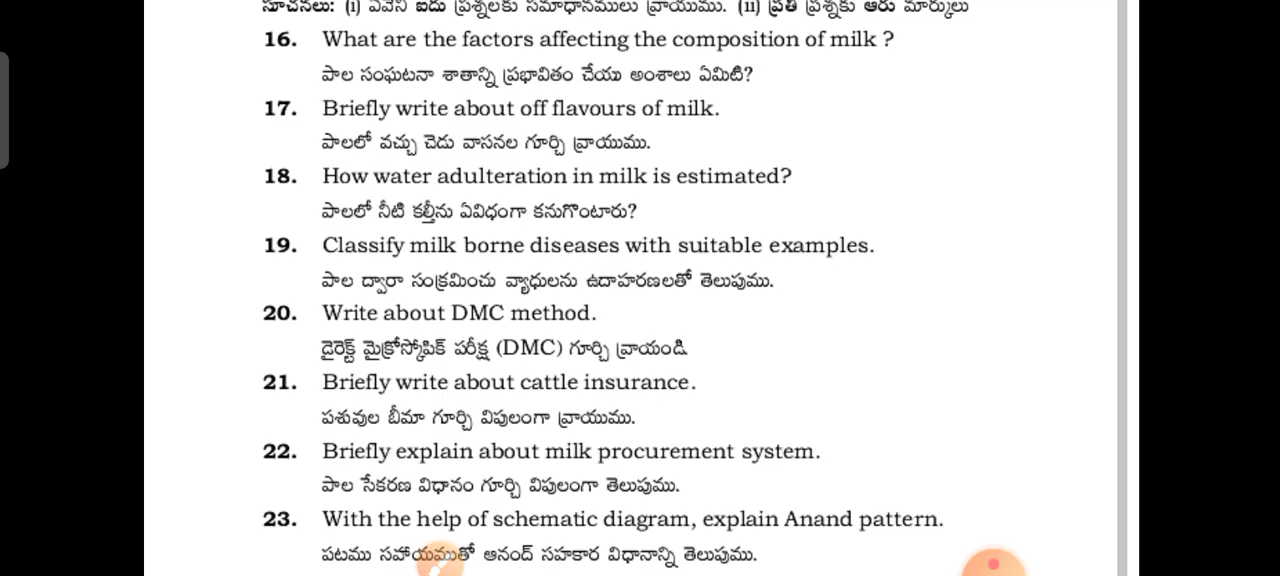 సూచనలు: (i) ఏవేని ఐదు ప్రశ్నలకు సమాధానములు వ్రాయుము. (ii) ప్రతి ప్రశ్నకు ఆరు మార్కులు
16. What are the factors affecting the composition of milk ?
పాల సంఘటనా శాతాన్ని ప్రభావితం చేయు అంశాలు ఏమిటి?
17. Briefly write about off flavours of milk.
పాలలో వచ్చు చెడు వాసనల గూర్చి వ్రాయుము.
18. How water adulteration in milk is estimated?
పాలలో నీటి కల్తీను ఏవిధంగా కనుగొంటారు?
19. Classify milk borne diseases with suitable examples.
పాల ద్వారా సంక్రమించు వ్యాధులను ఉదాహరణలతో తెలుపుము.
20. Write about DMC method.
డైరెక్ట్ మైక్రోస్కోపిక్ పరీక్ష (DMC) గూర్చి వ్రాయండి.
21. Briefly write about cattle insurance.
పశువుల బీమా గూర్చి విపులంగా వ్రాయుము.
22. Briefly explain about milk procurement system.
పాల సేకరణ విధానం గూర్చి విపులంగా తెలుపుము.
23. With the help of schematic diagram, explain Anand pattern.
పటము సహాయముతో ఆనంద్ సహకార విధానాన్ని తెలుపుము.